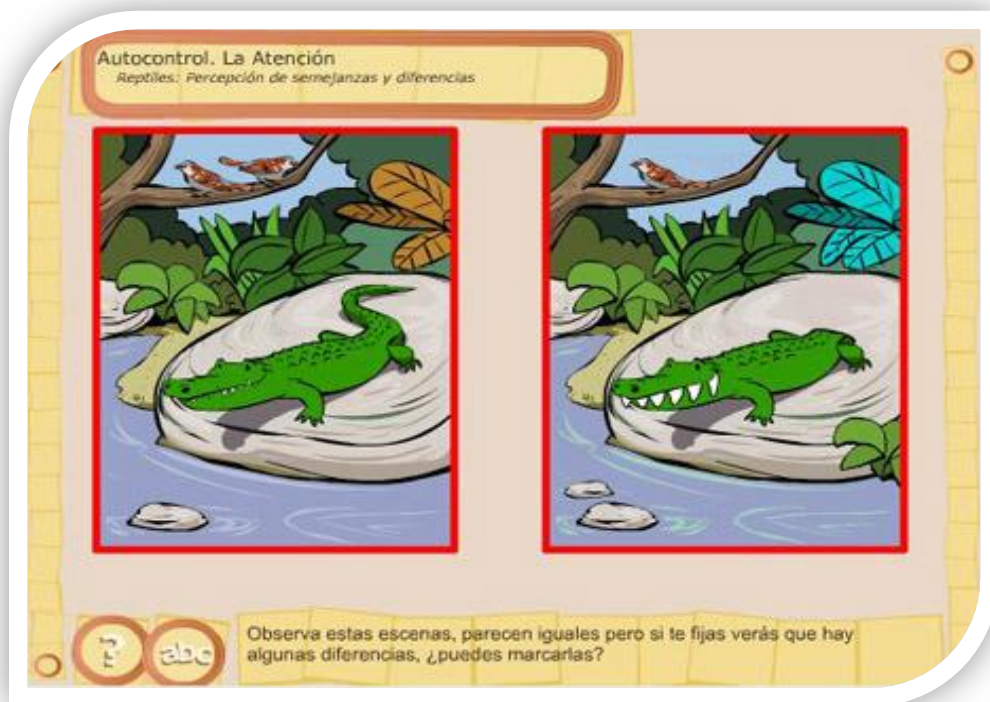 Autocontrol. La Atención
Reptiles: Percepción de semejanzas y diferencias
? abc
Observa estas escenas, parecen iguales pero si te fijas verás que hay
algunas diferencias, ¿puedes marcarlas?